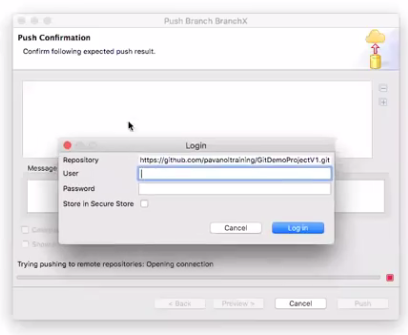 Push Branch BranchX
Push Confirmation
Confirm following expected push result.
Login
Repository https://github.com/pavanoltraining/GitDemoProjectV1.git
User
Password
Store in Secure Store
Cancel Log in
Message
Trying pushing to remote repositories: Opening connection
< Back Preview > Cancel Push